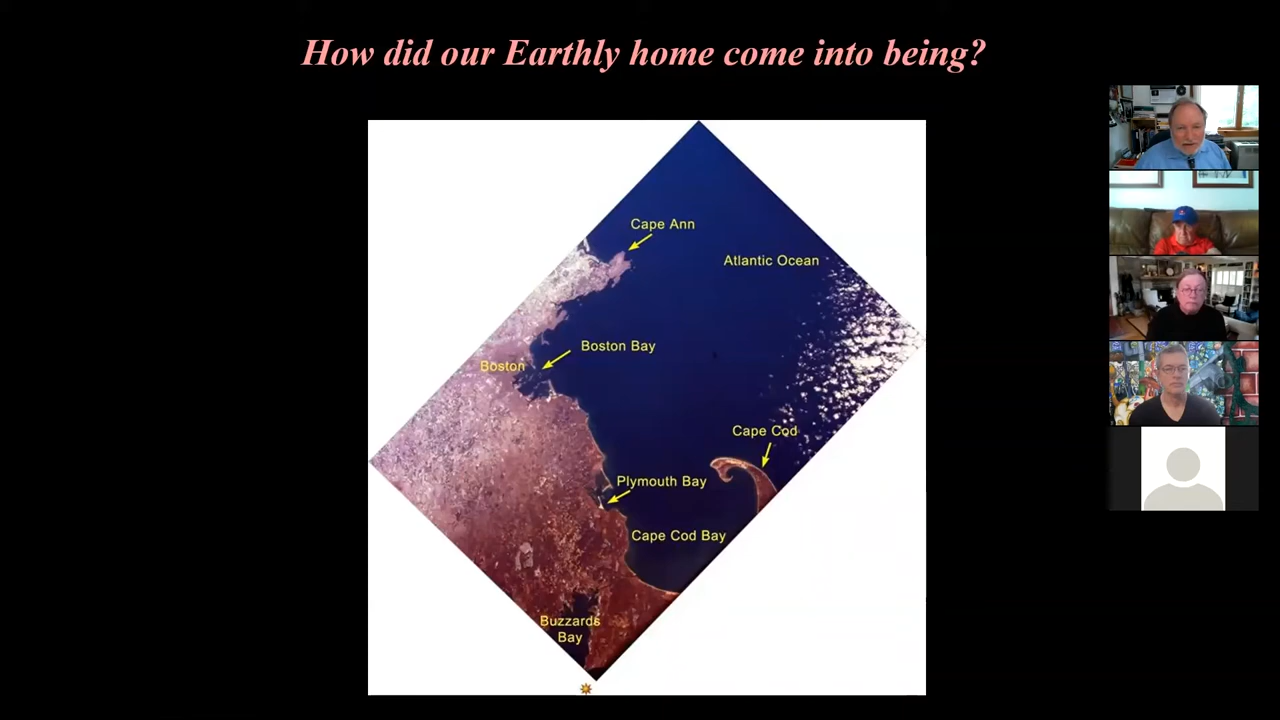 How did our Earthly home come into being?
Cape Ann
Atlantic Ocean
Boston Bay
Boston
Cape Cod
Plymouth Bay
Cape Cod Bay
Buzzards
Bay